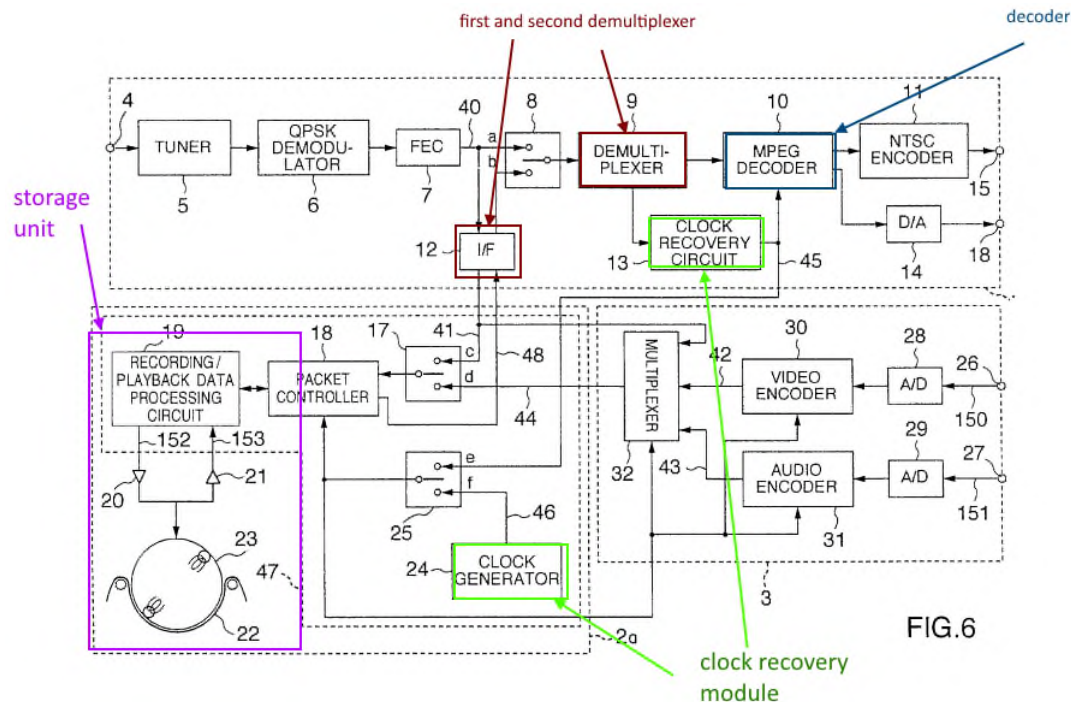 first and second demultiplexer
decoder
4
TUNER
5
QPSK
DEMODU-
LATOR
6
FEC
7
40
a
b
8
9
DEMULTI-
PLEXER
10
MPEG
DECODER
11
NTSC
ENCODER
15
D/A
14
18
storage
unit
12
I/F
13
CLOCK
RECOVERY
CIRCUIT
45
19
RECORDING/
PLAYBACK DATA
PROCESSING
CIRCUIT
18
PACKET
CONTROLLER
17
41
c
d
48
44
MULTIPLEXER
32
42
30
VIDEO
ENCODER
28
A/D
26
150
152
153
20
21
e
f
25
46
43
AUDIO
ENCODER
31
29
A/D
27
151
23
22
47
24
CLOCK
GENERATOR
2a
3
FIG.6
clock recovery
module